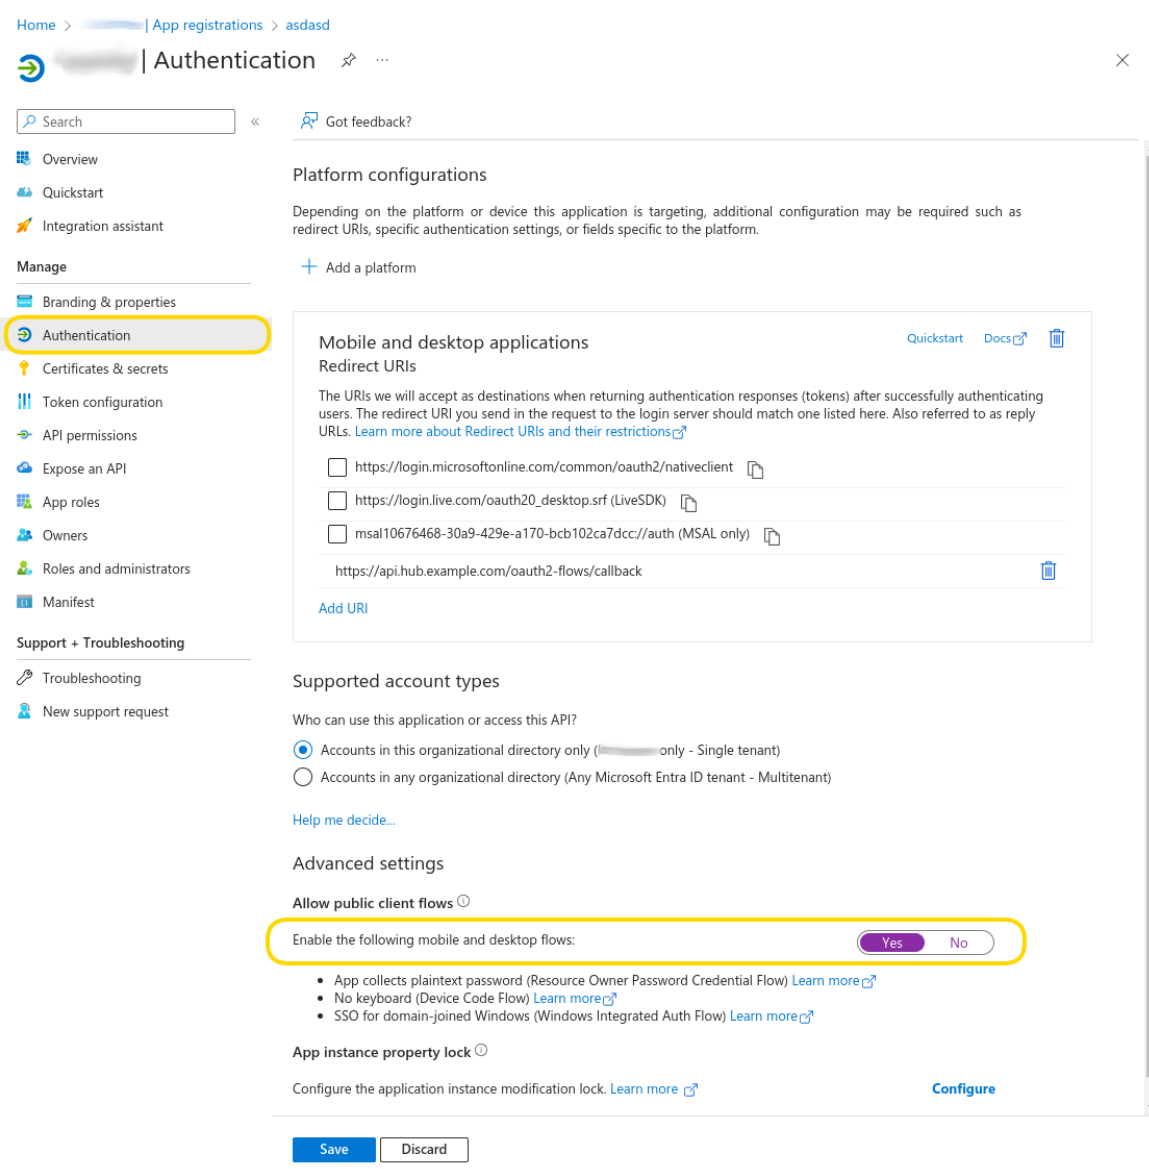 Home > | App registrations > asdasd
| Authentication ...
Search «
Got feedback?
Overview
Quickstart
Integration assistant
Manage
Branding & properties
Authentication
Certificates & secrets
Token configuration
API permissions
Expose an API
App roles
Owners
Roles and administrators
Manifest
Support + Troubleshooting
Troubleshooting
New support request
Platform configurations
Depending on the platform or device this application is targeting, additional configuration may be required such as
redirect URIs, specific authentication settings, or fields specific to the platform.
+ Add a platform
Mobile and desktop applications
Quickstart Docs
Redirect URIs
The URIs we will accept as destinations when returning authentication responses (tokens) after successfully authenticating
users. The redirect URI you send in the request to the login server should match one listed here. Also referred to as reply
URLs. Learn more about Redirect URIs and their restrictions
https://login.microsoftonline.com/common/oauth2/nativeclient
https://login.live.com/oauth20_desktop.srf (LiveSDK)
msal10676468-30a9-429e-a170-bcb102ca7dcc://auth (MSAL only)
https://api.hub.example.com/oauth2-flows/callback
Add URI
Supported account types
Who can use this application or access this API?
Accounts in this organizational directory only ( only - Single tenant)
Accounts in any organizational directory (Any Microsoft Entra ID tenant - Multitenant)
Help me decide...
Advanced settings
Allow public client flows
Enable the following mobile and desktop flows: Yes No
• App collects plaintext password (Resource Owner Password Credential Flow) Learn more
• No keyboard (Device Code Flow) Learn more
• SSO for domain-joined Windows (Windows Integrated Auth Flow) Learn more
App instance property lock
Configure the application instance modification lock. Learn more Configure
Save Discard